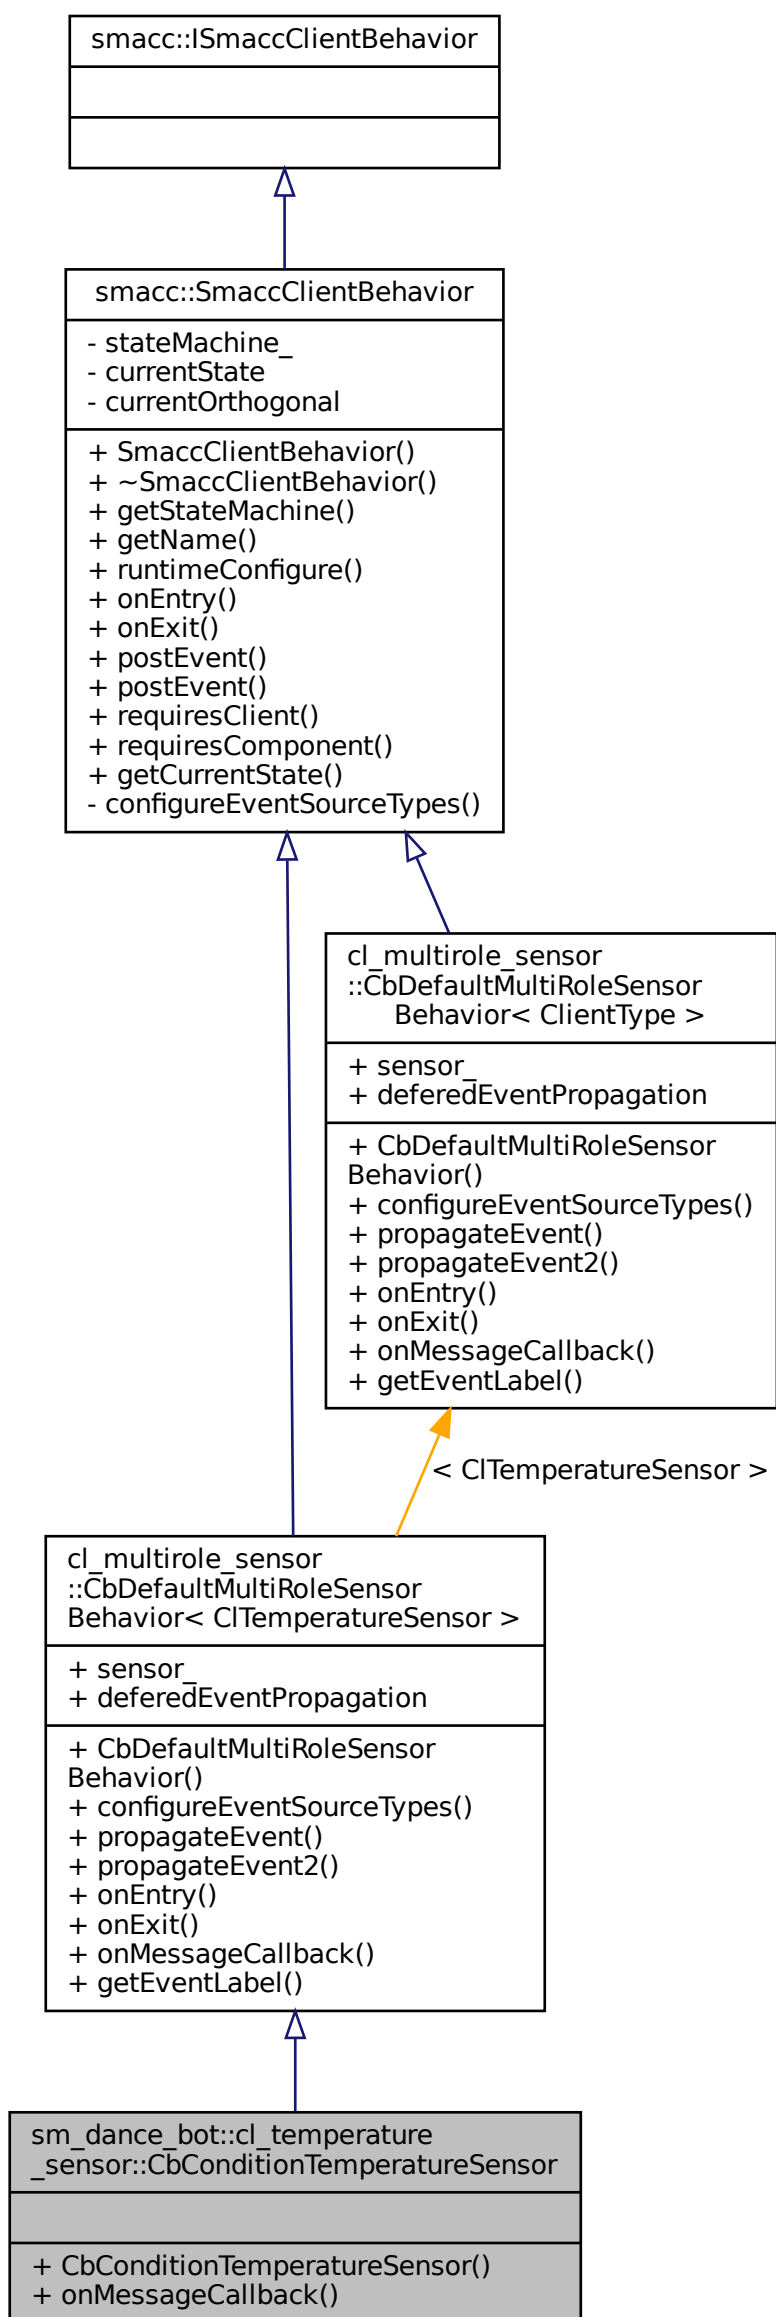 smacc::ISmaccClientBehavior
smacc::SmaccClientBehavior
- stateMachine_
- currentState
- currentOrthogonal
+ SmaccClientBehavior()
+ ~SmaccClientBehavior()
+ getStateMachine()
+ getName()
+ runtimeConfigure()
+ onEntry()
+ onExit()
+ postEvent()
+ postEvent()
+ requiresClient()
+ requiresComponent()
+ getCurrentState()
- configureEventSourceTypes()
cl_multirole_sensor
::CbDefaultMultiRoleSensor
Behavior< ClientType >
+ sensor_
+ deferedEventPropagation
+ CbDefaultMultiRoleSensor
Behavior()
+ configureEventSourceTypes()
+ propagateEvent()
+ propagateEvent2()
+ onEntry()
+ onExit()
+ onMessageCallback()
+ getEventLabel()
< ClTemperatureSensor >
cl_multirole_sensor
::CbDefaultMultiRoleSensor
Behavior< ClTemperatureSensor >
+ sensor_
+ deferedEventPropagation
+ CbDefaultMultiRoleSensor
Behavior()
+ configureEventSourceTypes()
+ propagateEvent()
+ propagateEvent2()
+ onEntry()
+ onExit()
+ onMessageCallback()
+ getEventLabel()
sm_dance_bot::cl_temperature
_sensor::CbConditionTemperatureSensor
+ CbConditionTemperatureSensor()
+ onMessageCallback()